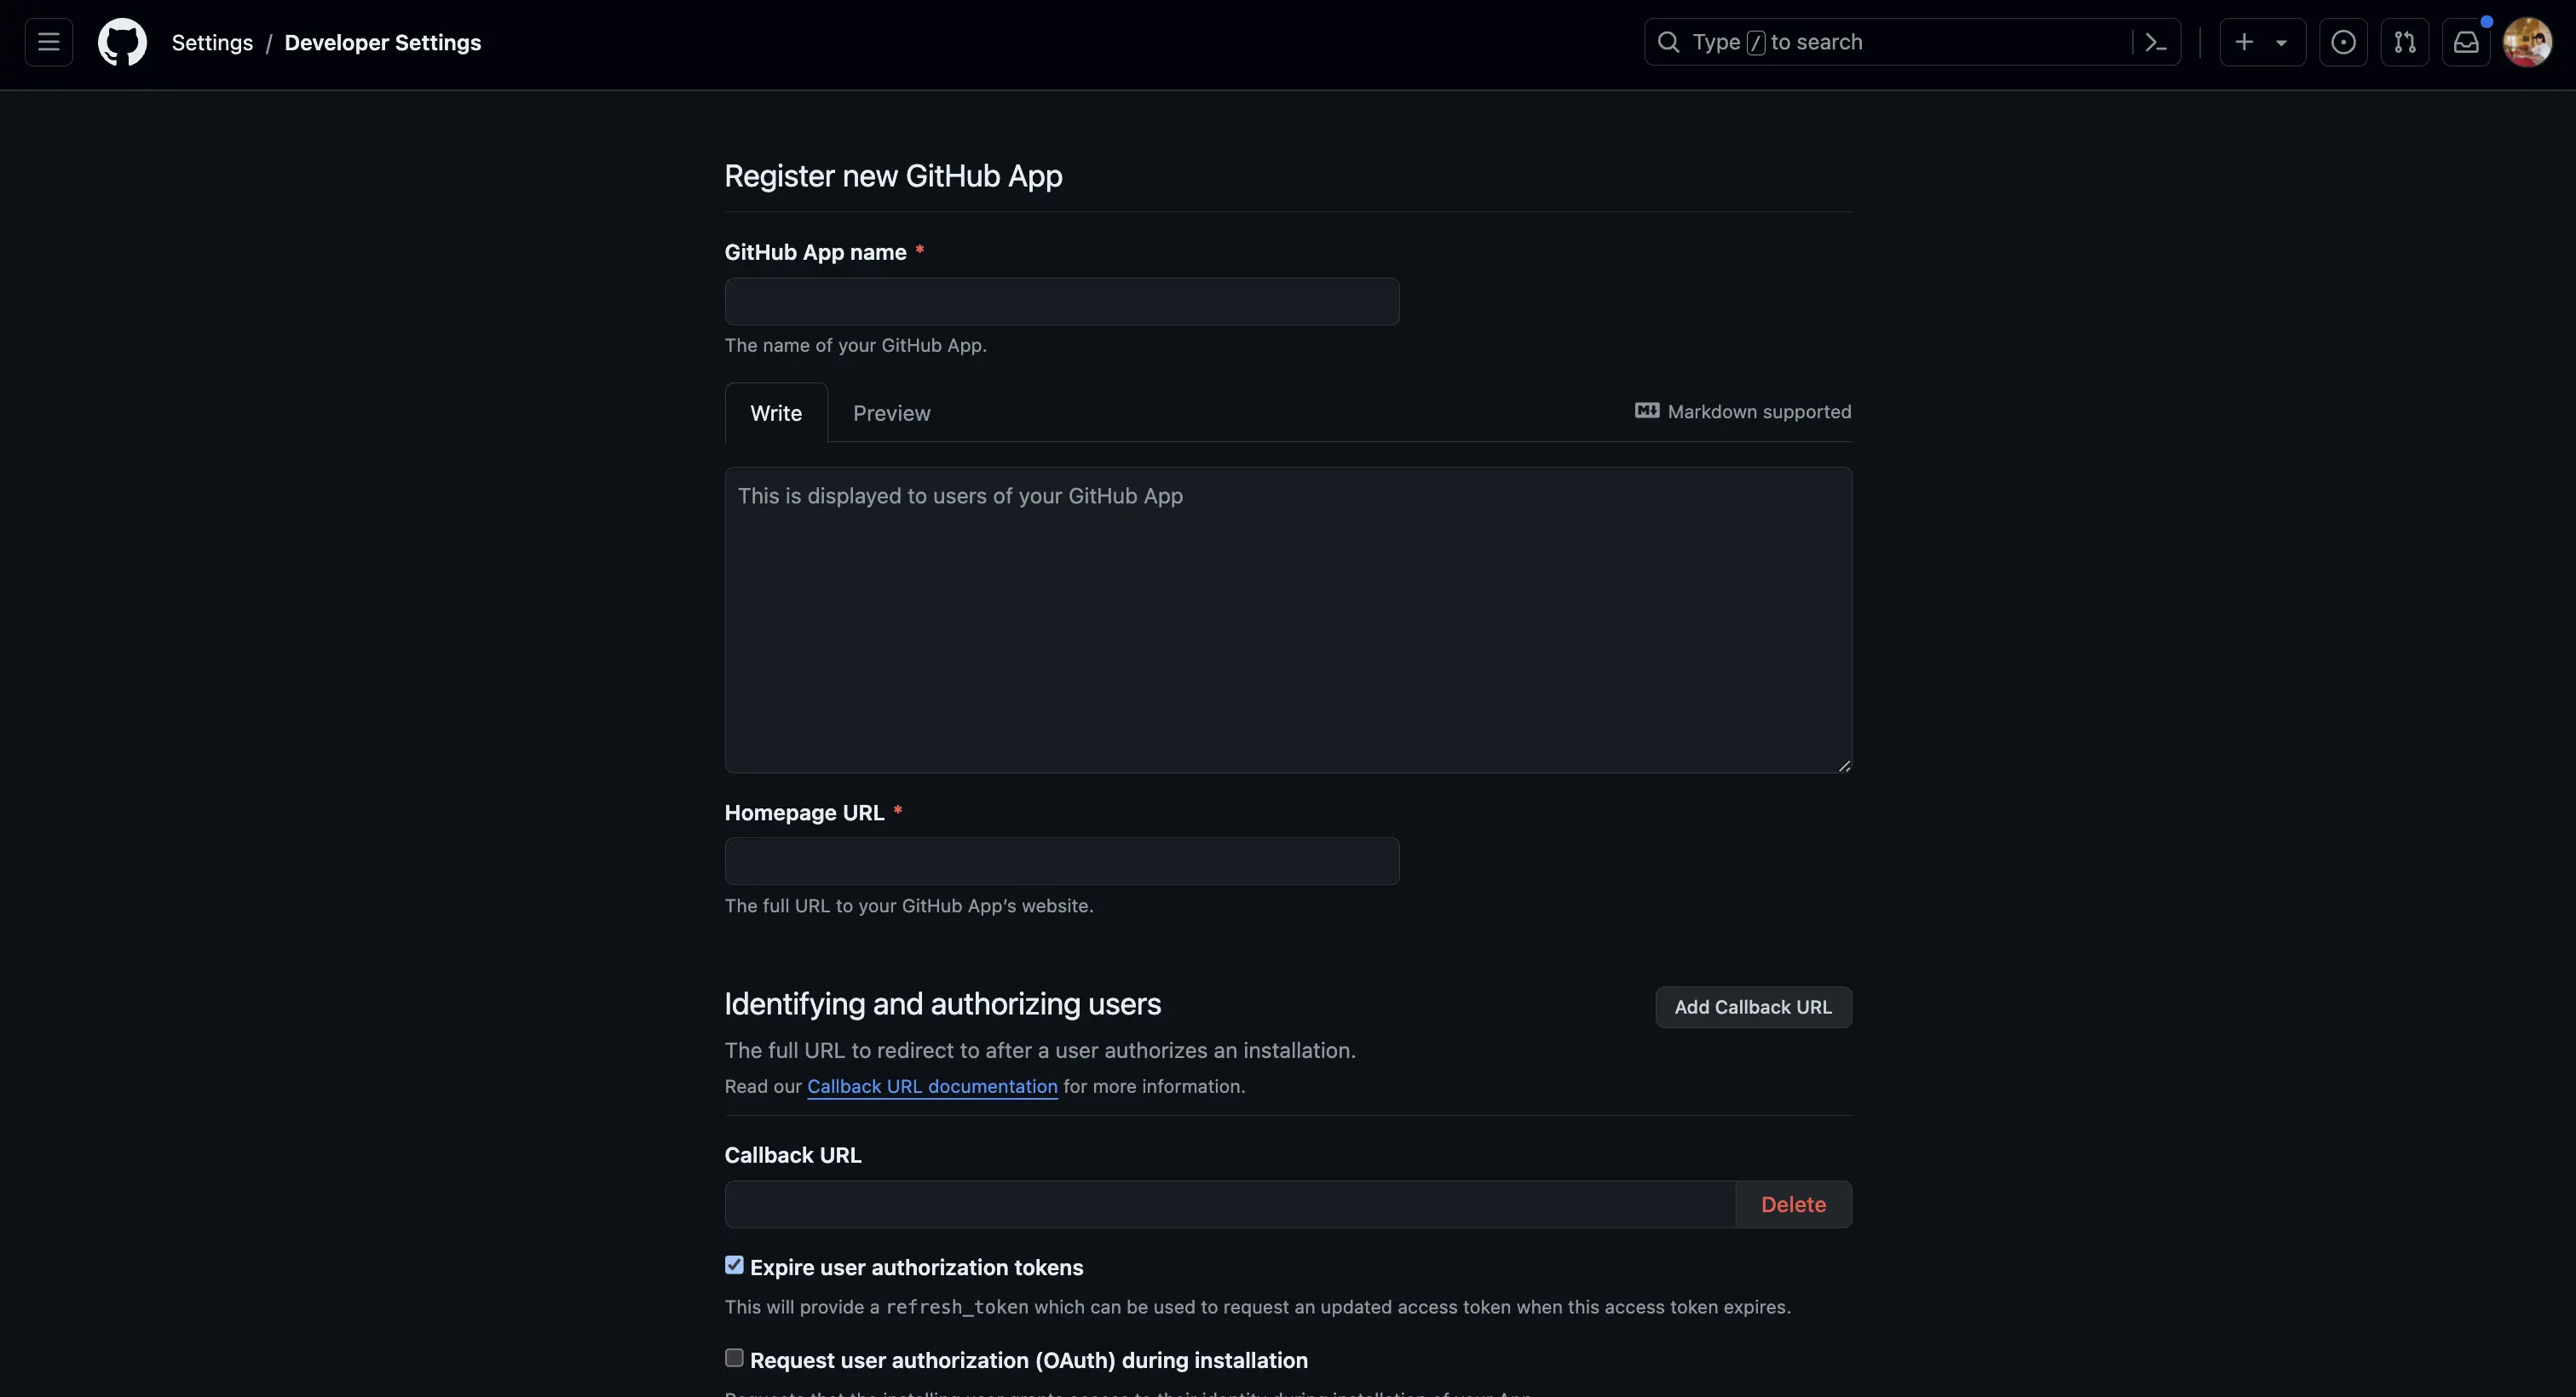 Settings / Developer Settings
Type / to search
Register new GitHub App
GitHub App name *
The name of your GitHub App.
Write Preview Markdown supported
This is displayed to users of your GitHub App
Homepage URL *
The full URL to your GitHub App’s website.
Identifying and authorizing users
Add Callback URL
The full URL to redirect to after a user authorizes an installation.
Read our Callback URL documentation for more information.
Callback URL
Delete
Expire user authorization tokens
This will provide a refresh_token which can be used to request an updated access token when this access token expires.
Request user authorization (OAuth) during installation